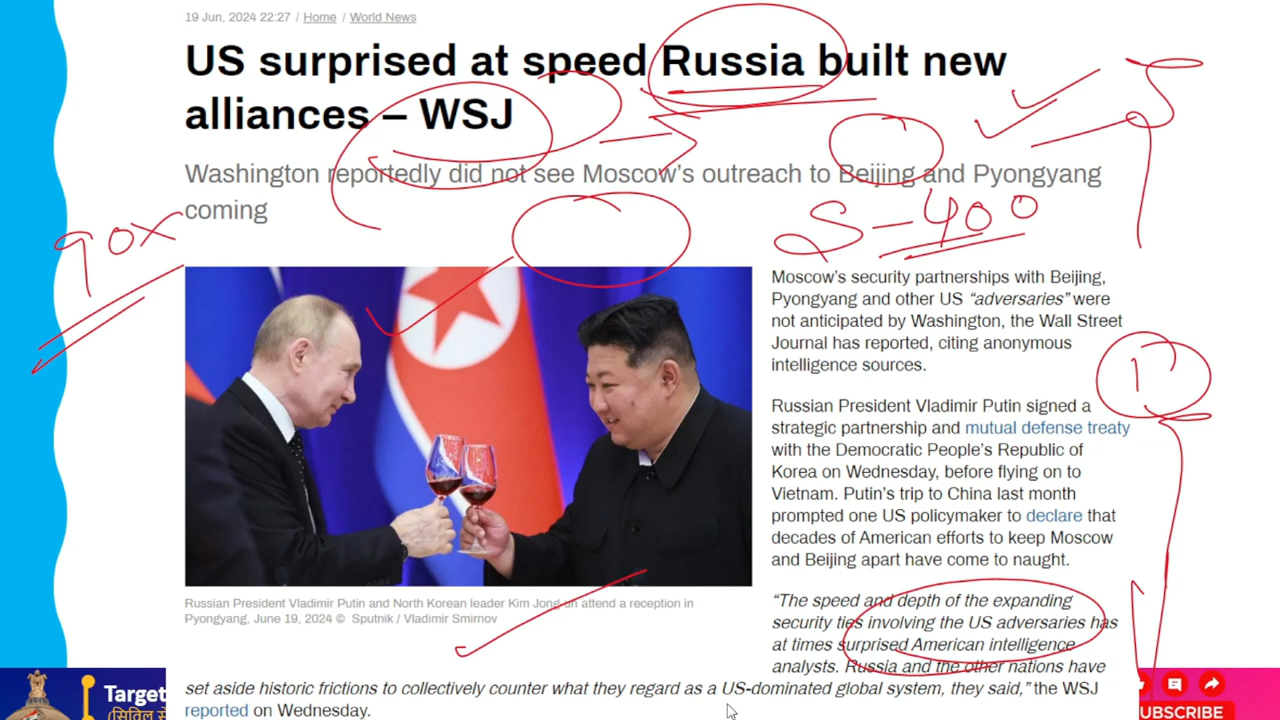 19 Jun, 2024 22:27 / Home / World News
US surprised at speed Russia built new
alliances – WSJ
Washington reportedly did not see Moscow's outreach to Beijing and Pyongyang
coming
S-400
90%
Moscow's security partnerships with Beijing,
Pyongyang and other US “adversaries” were
not anticipated by Washington, the Wall Street
Journal has reported, citing anonymous
intelligence sources.
Russian President Vladimir Putin signed a
strategic partnership and mutual defense treaty
with the Democratic People's Republic of
Korea on Wednesday, before flying on to
Vietnam. Putin's trip to China last month
prompted one US policymaker to declare that
decades of American efforts to keep Moscow
and Beijing apart have come to naught.
“The speed and depth of the expanding
security ties involving the US adversaries has
at times surprised American intelligence
analysts. Russia and the other nations have
set aside historic frictions to collectively counter what they regard as a US-dominated global system, they said,” the WSJ
reported on Wednesday.
Russian President Vladimir Putin and North Korean leader Kim Jong-un attend a reception in
Pyongyang, June 19, 2024 © Sputnik / Vladimir Smirnov
Target
(सिविल से
UBSCRIBE